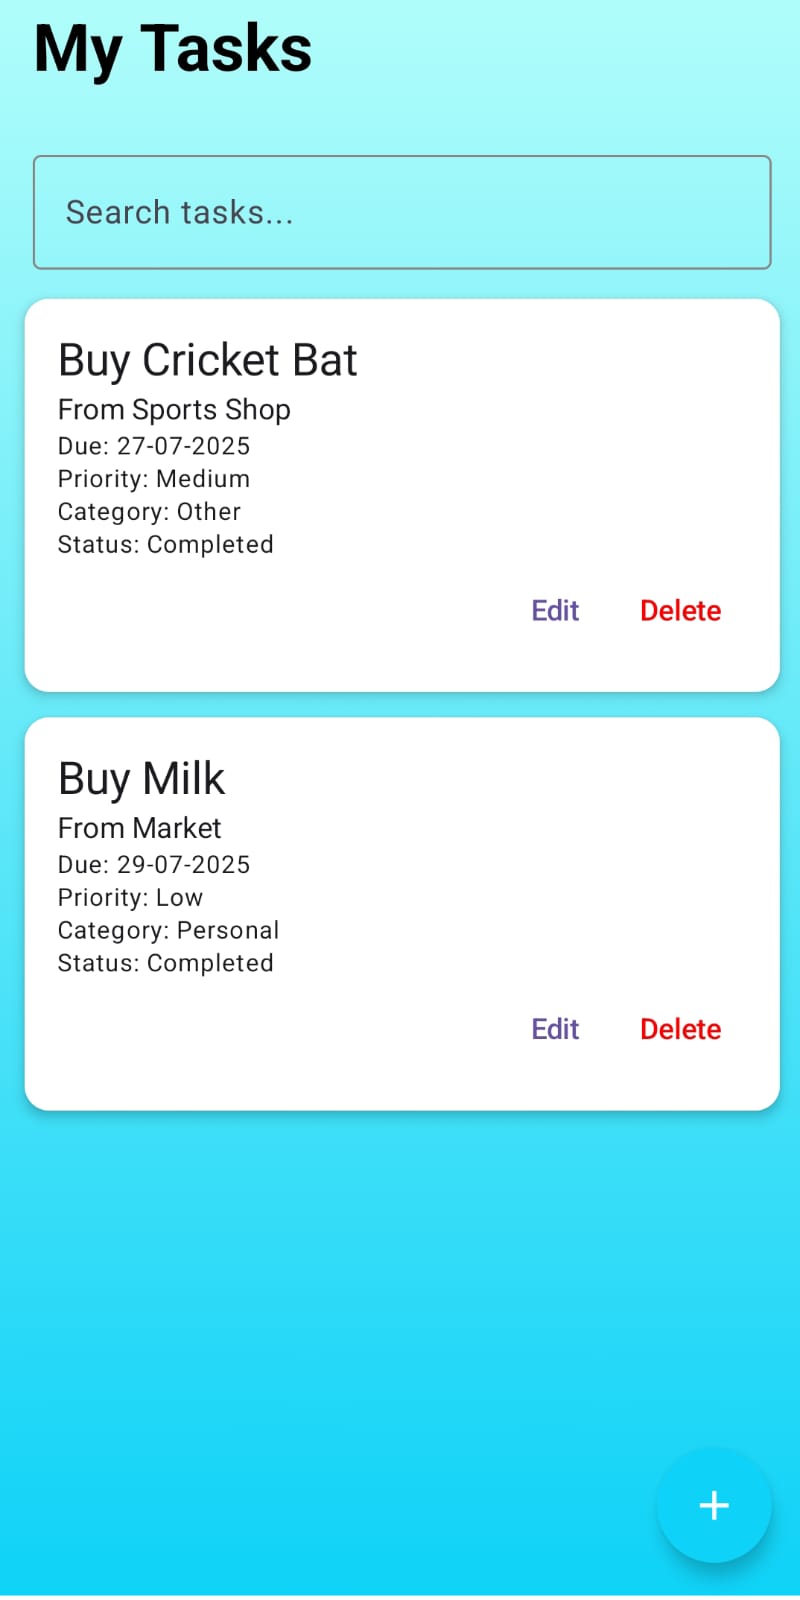 My Tasks
Search tasks...
Buy Cricket Bat
From Sports Shop
Due: 27-07-2025
Priority: Medium
Category: Other
Status: Completed
Edit Delete
Buy Milk
From Market
Due: 29-07-2025
Priority: Low
Category: Personal
Status: Completed
Edit Delete
+